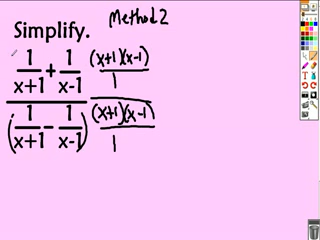 Simplify. Method 2
1/(x+1) + 1/(x-1) (x+1)(x-1)/1
(1/(x+1) - 1/(x-1)) (x+1)(x-1)/1